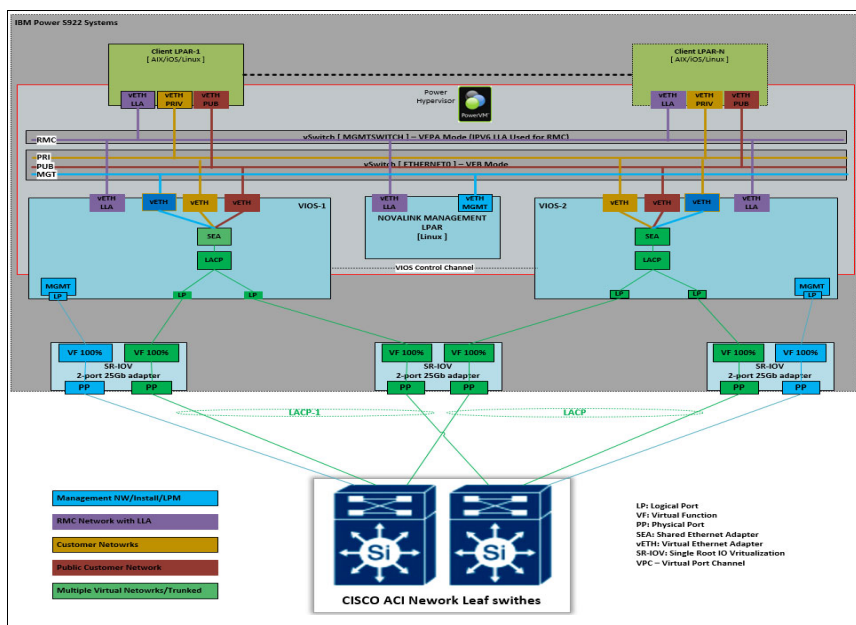 IBM Power S922 Systems
Client LPAR-1
[ AIX/iOS/Linux ]
Client LPAR-N
[ AIX/iOS/Linux ]
vETH LLA
vETH PRIV
vETH PUB
Power Hypervisor
PowerVM
vETH LLA
vETH PRIV
vETH PUB
vSwitch [ MGMTSWITCH ] – VEPA Mode (IPV6 LLA Used for RMC)
RMC
PRI
PUB
MGT
vSwitch [ ETHERNET0 ] – VEB Mode
vETH LLA
vETH
vETH
vETH
VIOS-1
vETH LLA
vETH MGMT
NOVALINK MANAGEMENT
LPAR
[Linux]
VIOS-2
vETH
vETH
vETH
vETH LLA
SEA
LACP
SEA
LACP
VIOS Control Channel
MGMT
LP
LP
LP
LP
LP
MGMT
LP
VF 100%
VF 100%
VF 100%
VF 100%
VF 100%
VF 100%
SR-IOV
2-port 25Gb adapter
SR-IOV
2-port 25Gb adapter
SR-IOV
2-port 25Gb adapter
PP
PP
PP
PP
PP
PP
LACP-1
LACP
Si
Si
CISCO ACI Nework Leaf swithes
Management NW/Install/LPM
RMC Network with LLA
Customer Netowrks
Public Customer Network
Multiple Virtual Netowrks/Trunked
LP: Logical Port
VF: Virtual Function
PP: Physical Port
SEA: Shared Ethernet Adapter
vETH: Virtual Ethernet Adapter
SR-IOV: Single Root IO Vritualization
VPC – Virtual Port Channel